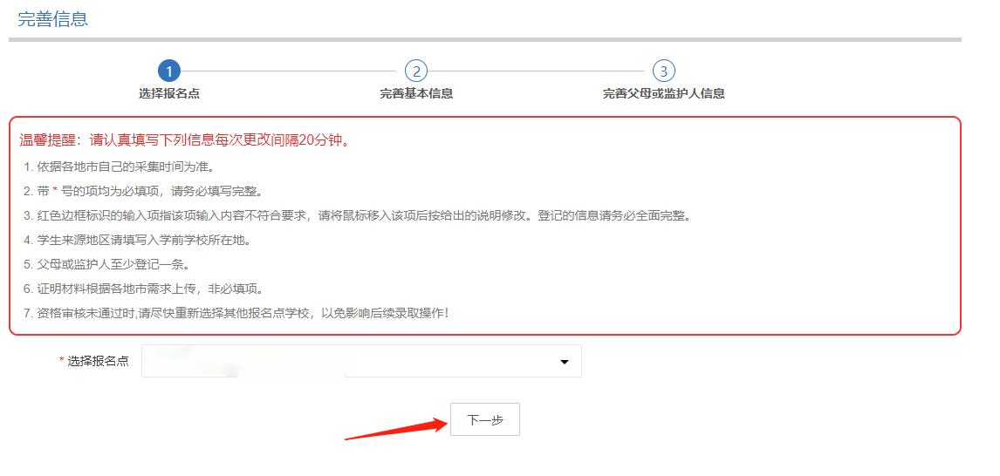 完善信息
1 2 3
选择报名点 完善基本信息 完善父母或监护人信息
温馨提醒：请认真填写下列信息每次更改间隔20分钟。
1. 依据各地市自己的采集时间为准。
2. 带 * 号的项均为必填项，请务必填写完整。
3. 红色边框标识的输入项指该项输入内容不符合要求，请将鼠标移入该项后按给出的说明修改。登记的信息请务必全面完整。
4. 学生来源地区请填写入学前学校所在地。
5. 父母或监护人至少登记一条。
6. 证明材料根据各地市需求上传，非必填项。
7. 资格审核未通过时,请尽快重新选择其他报名点学校，以免影响后续录取操作！
* 选择报名点
下一步